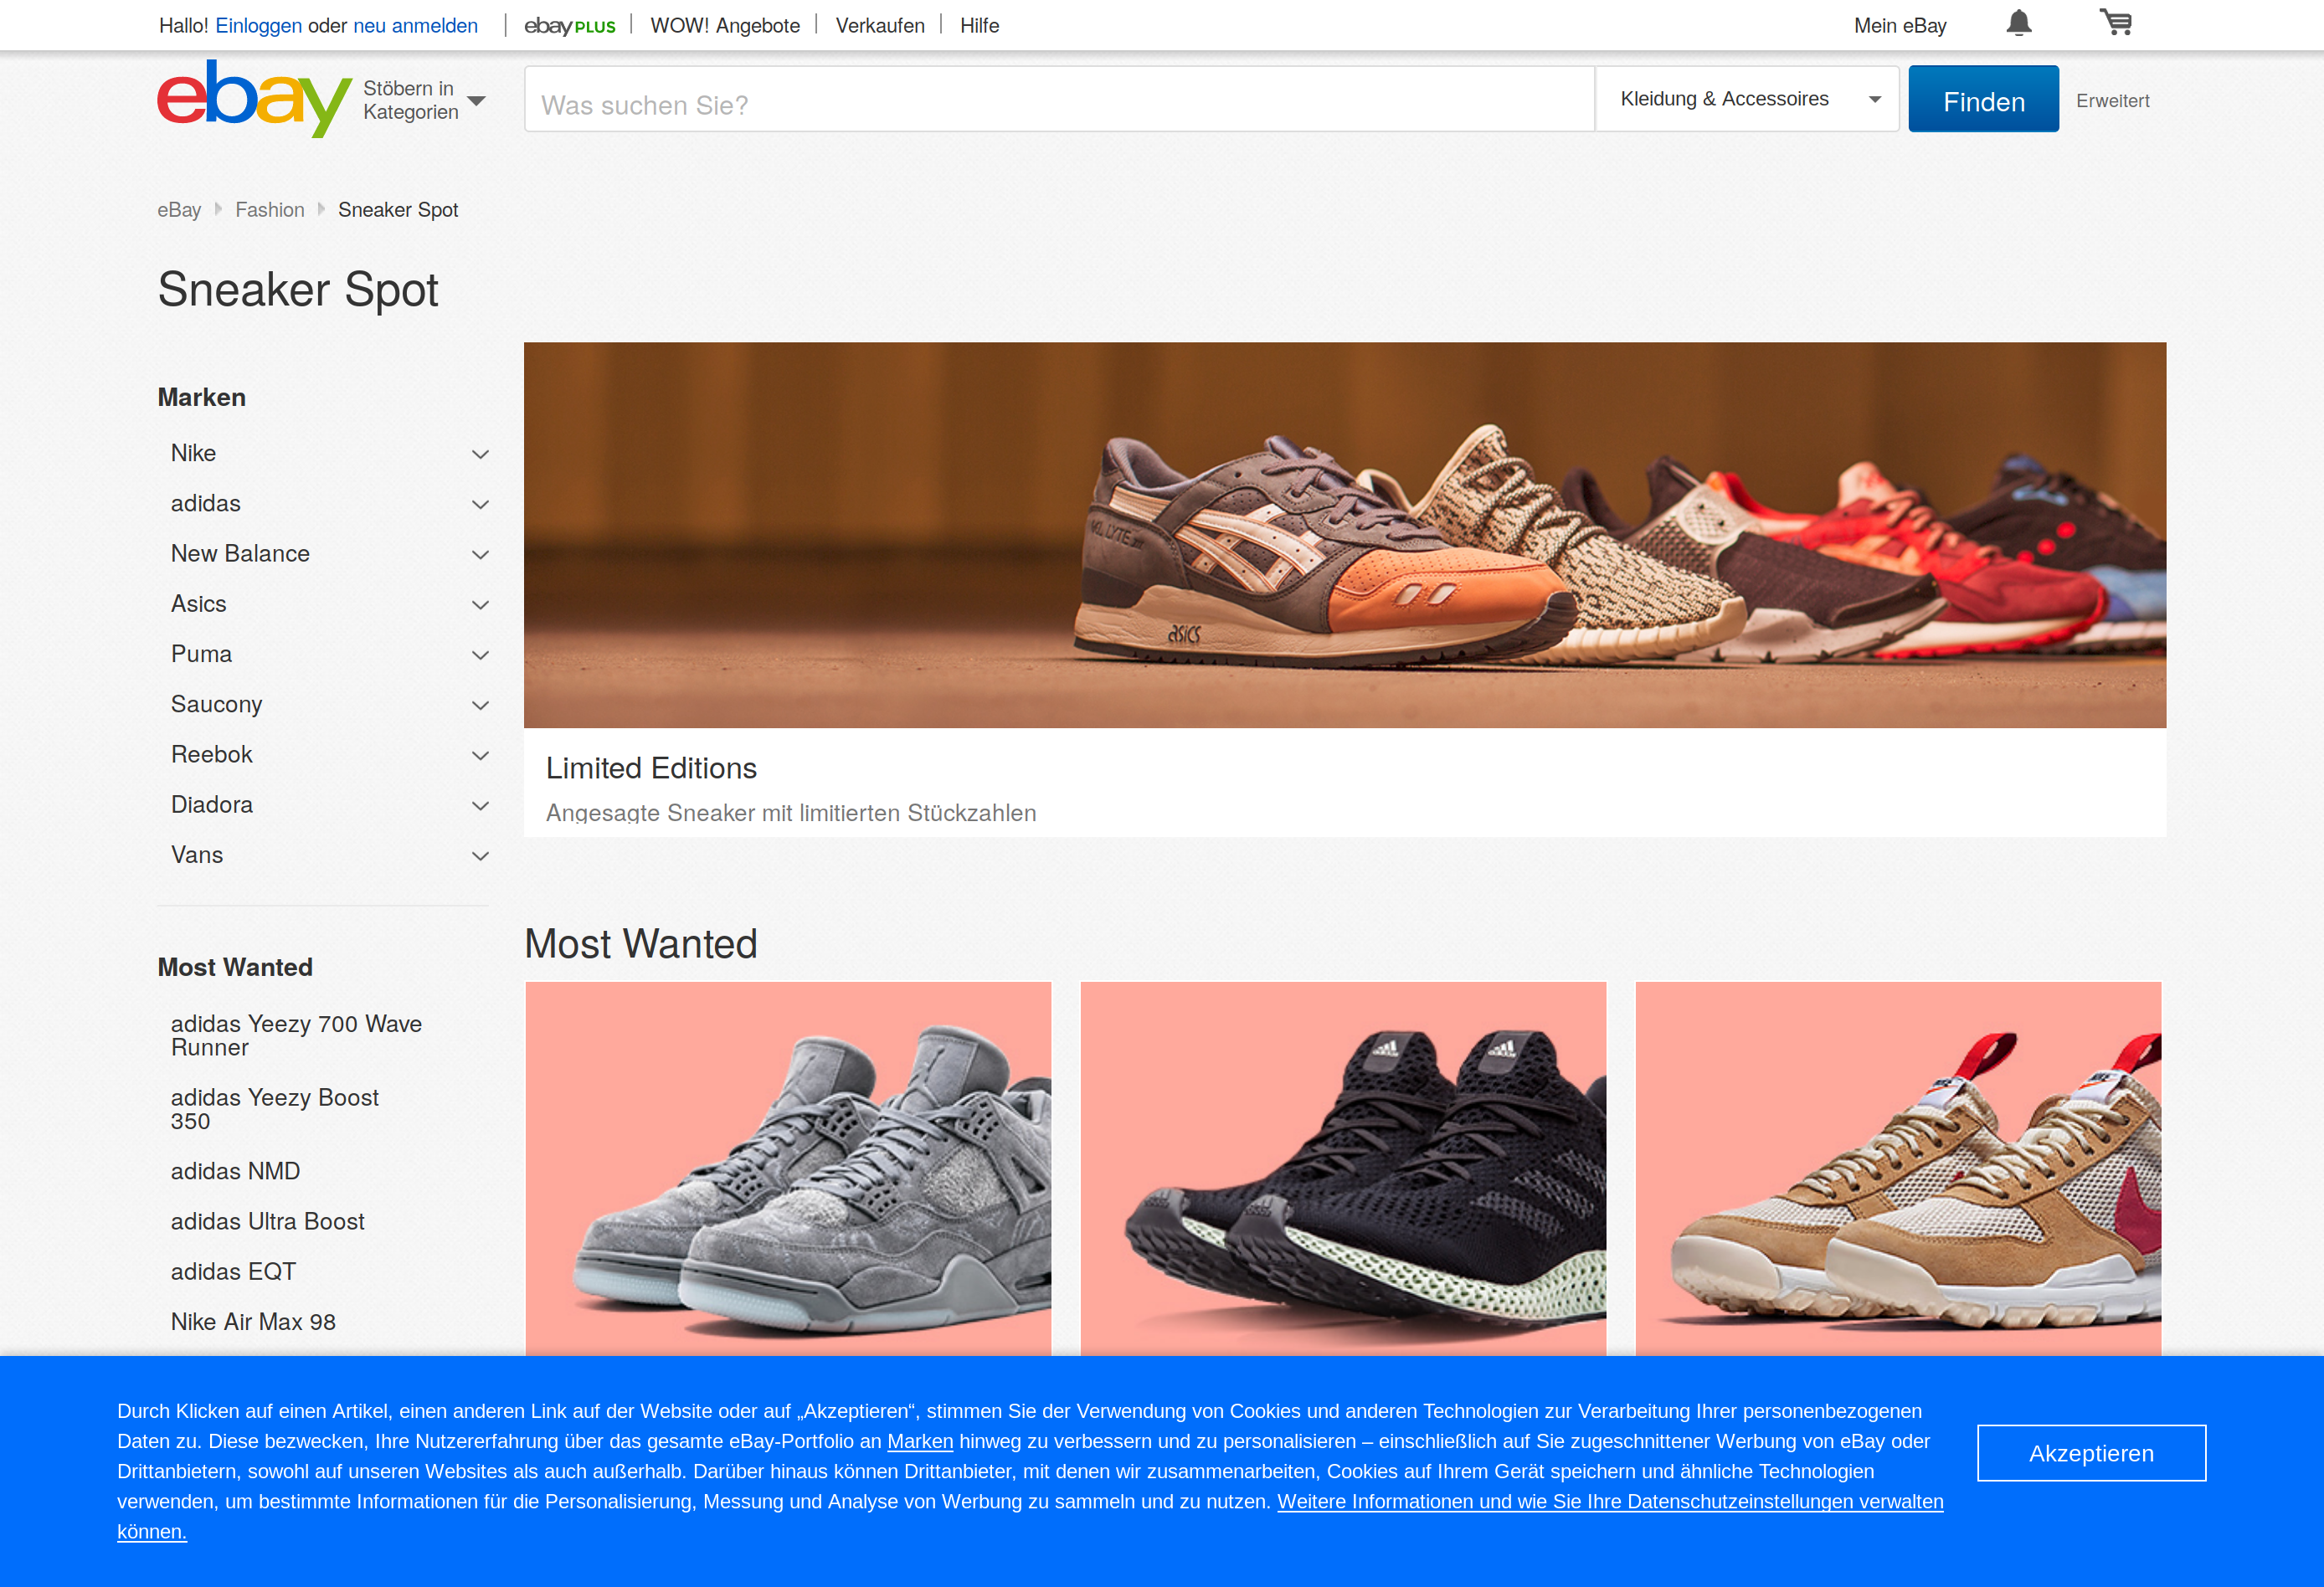 Hallo! Einloggen oder neu anmelden
ebay PLUS
WOW! Angebote
Verkaufen
Hilfe
Mein eBay
ebay
Stöbern in
Kategorien
Was suchen Sie?
Kleidung & Accessoires
Finden
Erweitert
eBay
Fashion
Sneaker Spot
Sneaker Spot
Marken
Nike
adidas
New Balance
Asics
Puma
Saucony
Reebok
Diadora
Vans
asics
Limited Editions
Angesagte Sneaker mit limitierten Stückzahlen
Most Wanted
adidas Yeezy 700 Wave
Runner
adidas Yeezy Boost
350
adidas NMD
adidas Ultra Boost
adidas EQT
Nike Air Max 98
Most Wanted
Durch Klicken auf einen Artikel, einen anderen Link auf der Website oder auf „Akzeptieren“, stimmen Sie der Verwendung von Cookies und anderen Technologien zur Verarbeitung Ihrer personenbezogenen
Daten zu. Diese bezwecken, Ihre Nutzererfahrung über das gesamte eBay-Portfolio an Marken hinweg zu verbessern und zu personalisieren – einschließlich auf Sie zugeschnittener Werbung von eBay oder
Drittanbietern, sowohl auf unseren Websites als auch außerhalb. Darüber hinaus können Drittanbieter, mit denen wir zusammenarbeiten, Cookies auf Ihrem Gerät speichern und ähnliche Technologien
verwenden, um bestimmte Informationen für die Personalisierung, Messung und Analyse von Werbung zu sammeln und zu nutzen. Weitere Informationen und wie Sie Ihre Datenschutzeinstellungen verwalten
können.
Akzeptieren